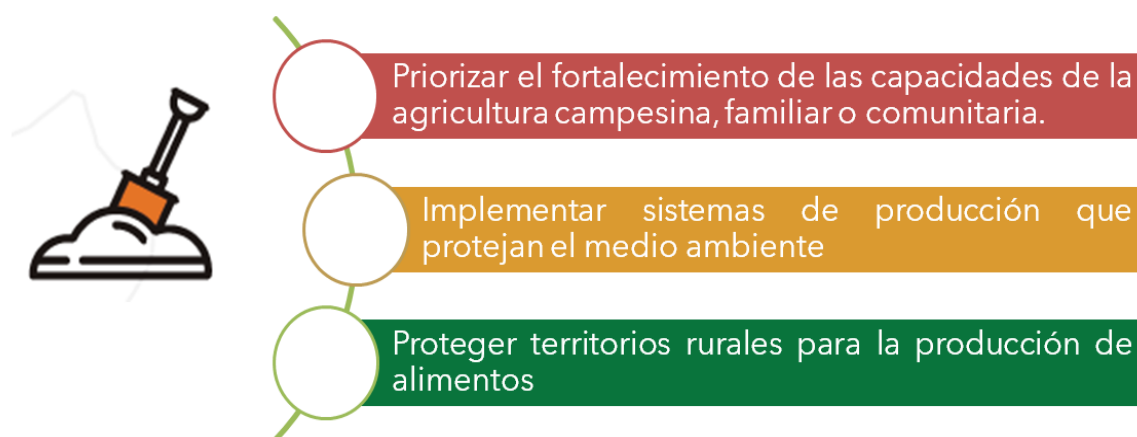 Priorizar el fortalecimiento de las capacidades de la
agricultura campesina, familiar o comunitaria.
Implementar sistemas de producción que
protejan el medio ambiente
Proteger territorios rurales para la producción de
alimentos